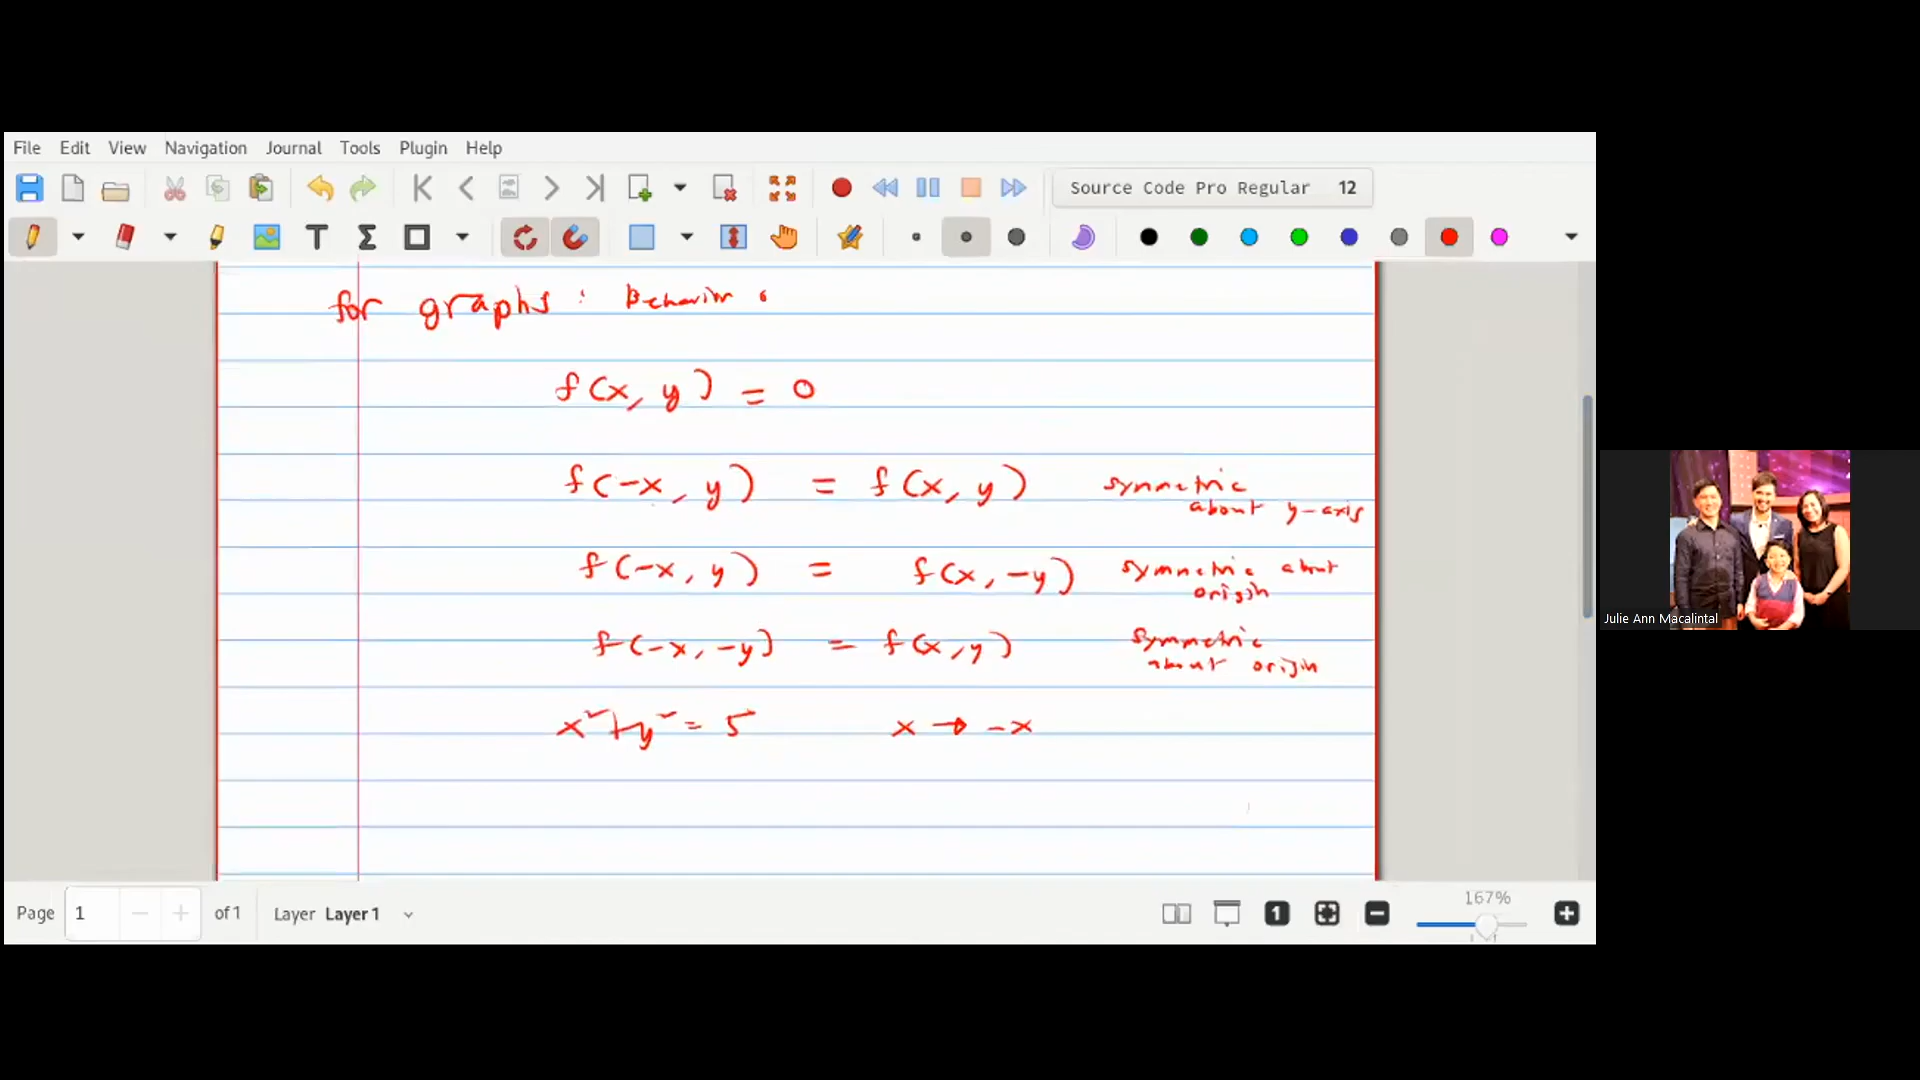 File Edit View Navigation Journal Tools Plugin Help
Source Code Pro Regular 12
for graphs : Behavior
f(x, y) = 0
f(-x, y) = f(x, y) symmetric
about y-axis
f(-x, y) = f(x, -y) symmetric about
origin
f(-x, -y) = f(x, y) symmetric
about origin
x² + y² = 5 x → -x
Julie Ann Macalintal
Page 1 of 1 Layer Layer 1 167%